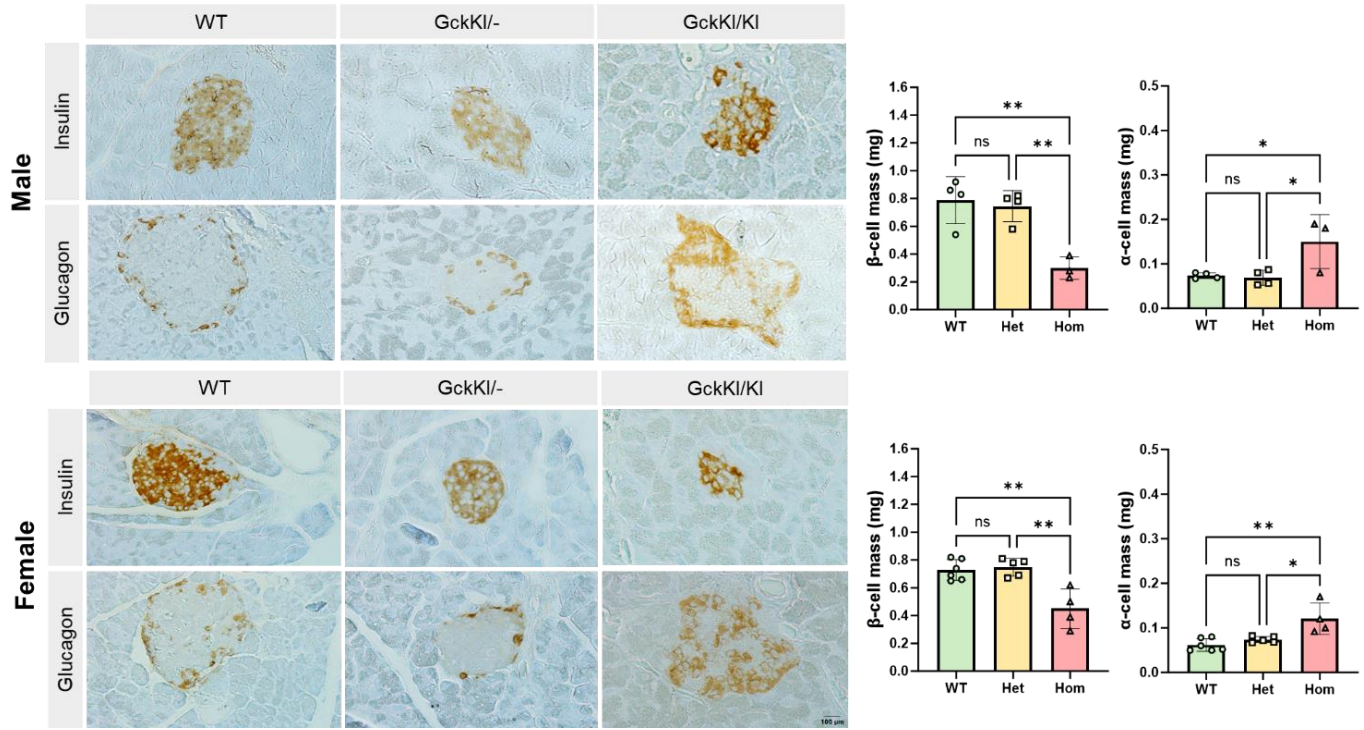 WT GckKI/- GckKI/KI
Male
Insulin
Glucagon
β-cell mass (mg)
1.6
1.4
1.2
1.0
0.8
0.6
0.4
0.2
0.0
**
ns **
WT Het Hom
α-cell mass (mg)
0.5
0.4
0.3
0.2
0.1
0.0
*
ns *
WT Het Hom
WT GckKI/- GckKI/KI
Female
Insulin
Glucagon
100 µm
β-cell mass (mg)
1.6
1.4
1.2
1.0
0.8
0.6
0.4
0.2
0.0
**
ns **
WT Het Hom
α-cell mass (mg)
0.5
0.4
0.3
0.2
0.1
0.0
**
ns *
WT Het Hom